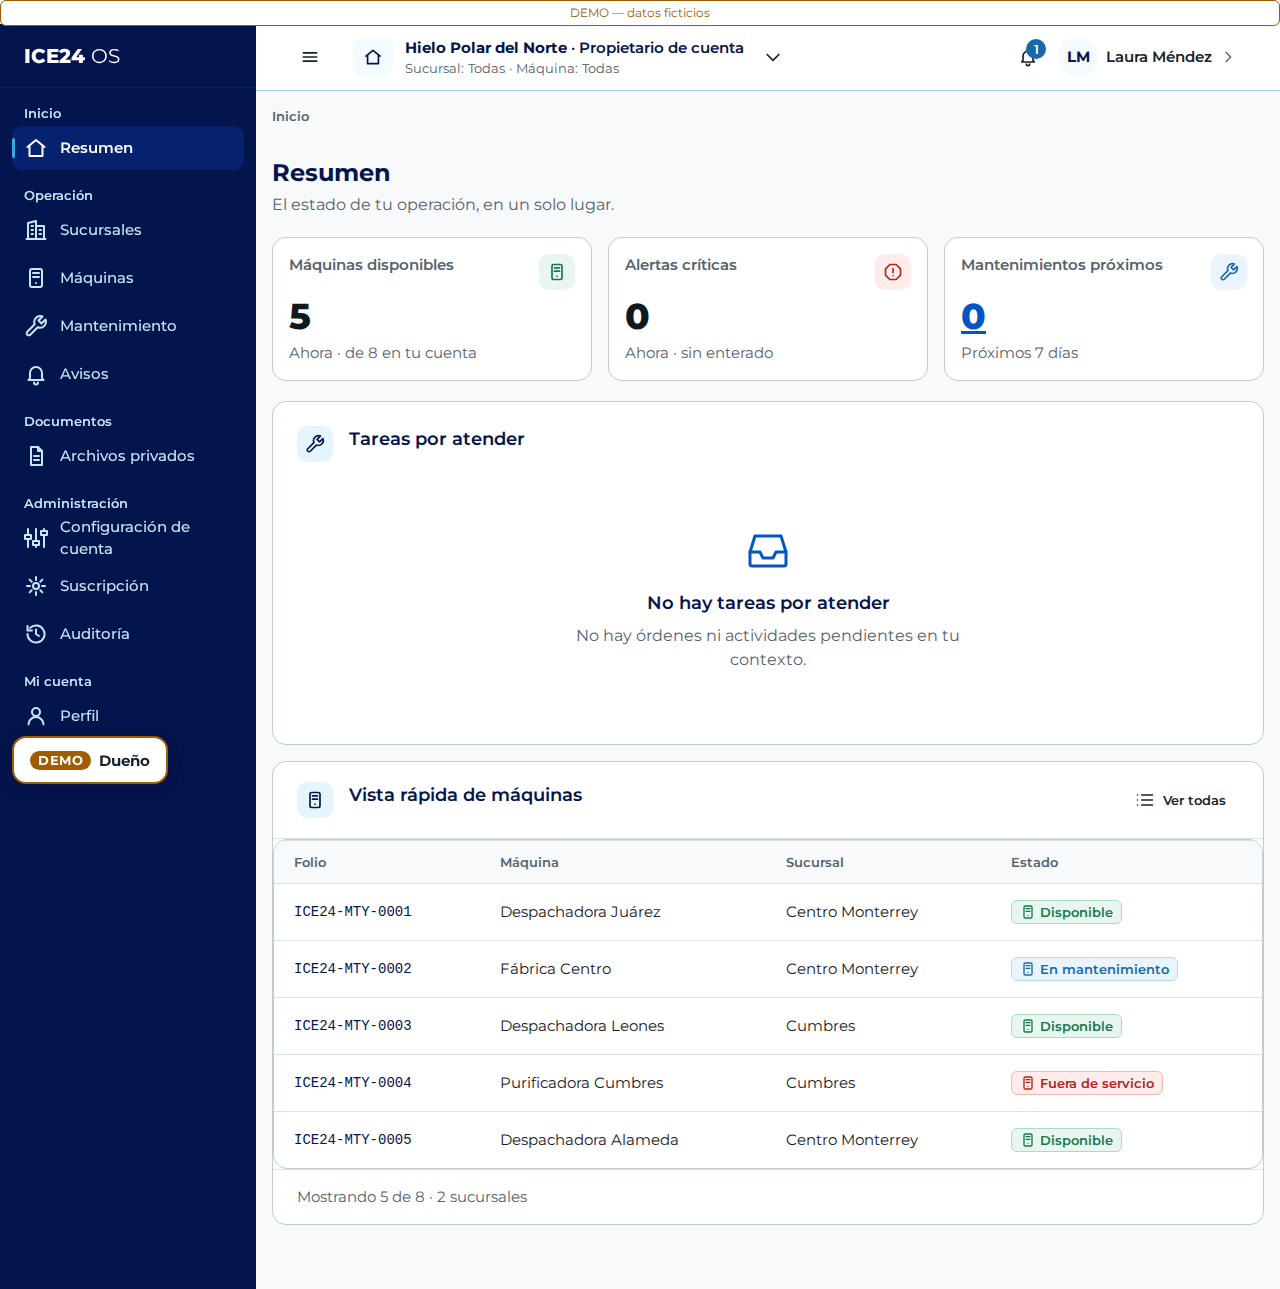 DEMO — datos ficticios
ICE24 OS
Hielo Polar del Norte · Propietario de cuenta
Sucursal: Todas · Máquina: Todas
1
LM
Laura Méndez
Inicio
Resumen
Operación
Sucursales
Máquinas
Mantenimiento
Avisos
Documentos
Archivos privados
Administración
Configuración de
cuenta
Suscripción
Auditoría
Mi cuenta
Perfil
DEMO Dueño
Inicio
Resumen
El estado de tu operación, en un solo lugar.
Máquinas disponibles
5
Ahora · de 8 en tu cuenta
Alertas críticas
0
Ahora · sin enterado
Mantenimientos próximos
0
Próximos 7 días
Tareas por atender
No hay tareas por atender
No hay órdenes ni actividades pendientes en tu
contexto.
Vista rápida de máquinas
Ver todas
Folio Máquina Sucursal Estado
ICE24-MTY-0001 Despachadora Juárez Centro Monterrey Disponible
ICE24-MTY-0002 Fábrica Centro Centro Monterrey En mantenimiento
ICE24-MTY-0003 Despachadora Leones Cumbres Disponible
ICE24-MTY-0004 Purificadora Cumbres Cumbres Fuera de servicio
ICE24-MTY-0005 Despachadora Alameda Centro Monterrey Disponible
Mostrando 5 de 8 · 2 sucursales